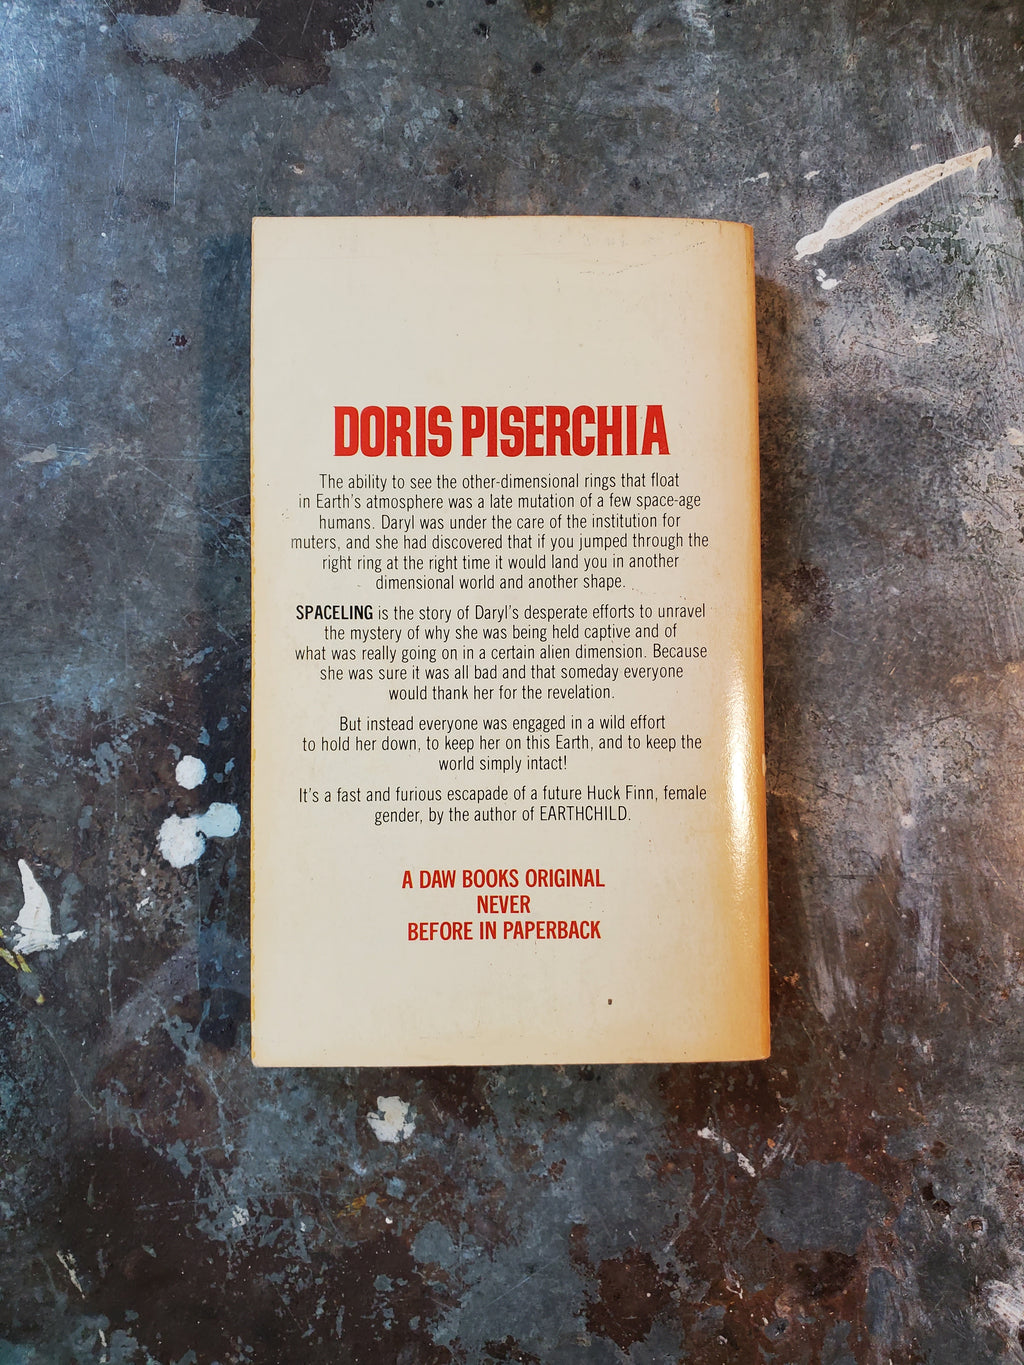 DORIS PISERCHIA
The ability to see the other-dimensional rings that float
in Earth's atmosphere was a late mutation of a few space-age
humans. Daryl was under the care of the institution for
muters, and she had discovered that if you jumped through the
right ring at the right time it would land you in another
dimensional world and another shape.
SPACELING is the story of Daryl's desperate efforts to unravel
the mystery of why she was being held captive and of
what was really going on in a certain alien dimension. Because
she was sure it was all bad and that someday everyone
would thank her for the revelation.
But instead everyone was engaged in a wild effort
to hold her down, to keep her on this Earth, and to keep the
world simply intact!
It's a fast and furious escapade of a future Huck Finn, female
gender, by the author of EARTHCHILD.
A DAW BOOKS ORIGINAL
NEVER
BEFORE IN PAPERBACK